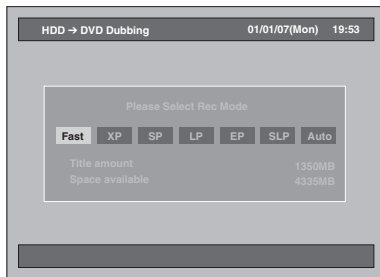 HDD → DVD Dubbing 01/01/07(Mon) 19:53
Please Select Rec Mode
Fast XP SP LP EP SLP Auto
Title amount 1350MB
Space available 4335MB